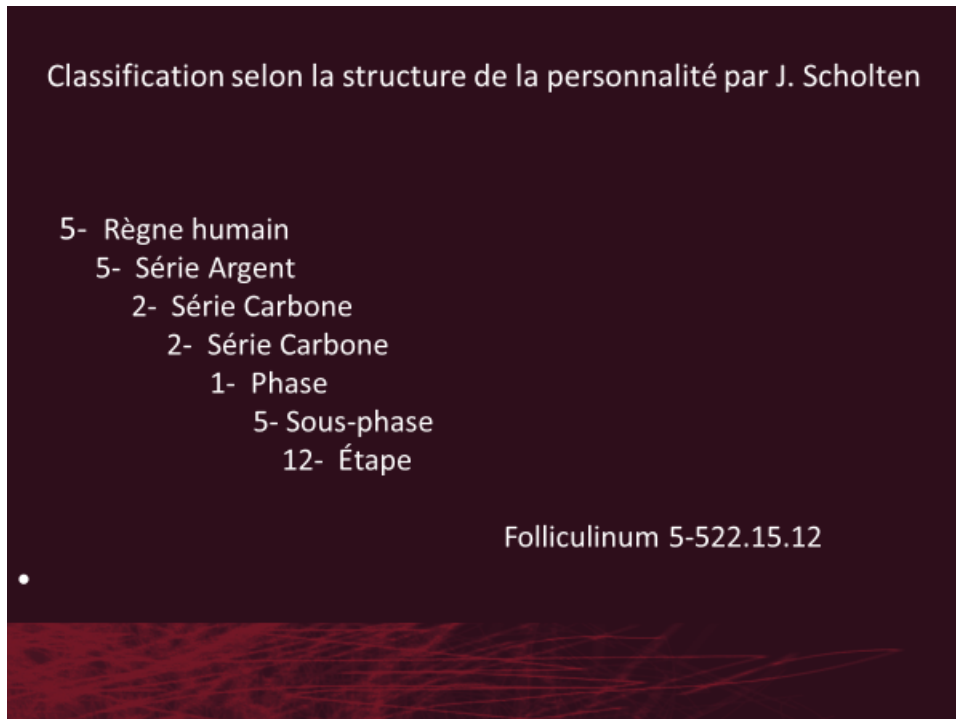 Classification selon la structure de la personnalité par J. Scholten
5- Règne humain
5- Série Argent
2- Série Carbone
2- Série Carbone
1- Phase
5- Sous-phase
12- Étape
Folliculinum 5-522.15.12
•